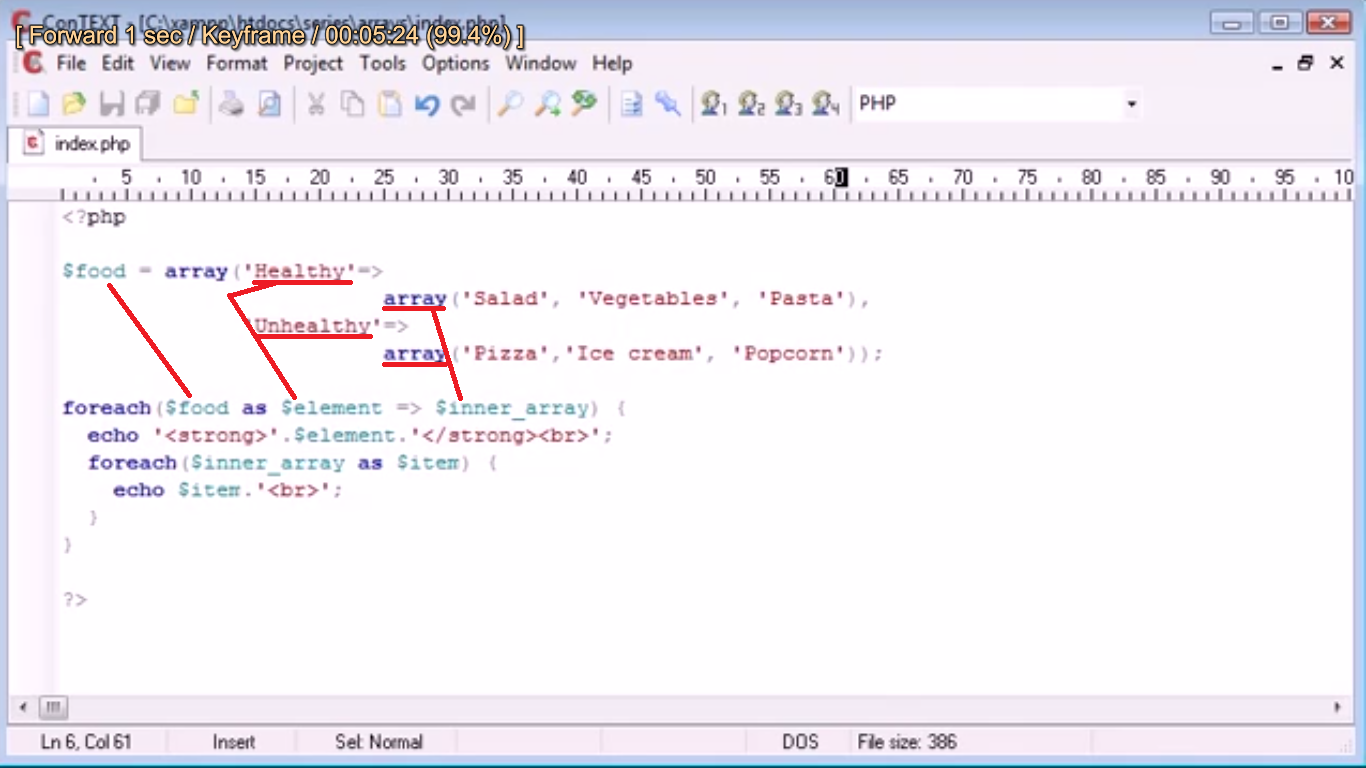 ConTEXT - [C:\xampp\htdocs\series\arrays\index.php]
[ Forward 1 sec / Keyframe / 00:05:24 (99.4%) ]
File Edit View Format Project Tools Options Window Help
1 2 3 4 PHP
index.php
5 10 15 20 25 30 35 40 45 50 55 60 65 70 75 80 85 90 95 10
<?php
$food = array('Healthy'=>
array('Salad', 'Vegetables', 'Pasta'),
'Unhealthy'=>
array('Pizza','Ice cream', 'Popcorn'));
foreach($food as $element => $inner_array) {
echo '<strong>'.$element.'</strong><br>';
foreach($inner_array as $item) {
echo $item.'<br>';
}
}
?>
Ln 6, Col 61 Insert Sel: Normal DOS File size: 386